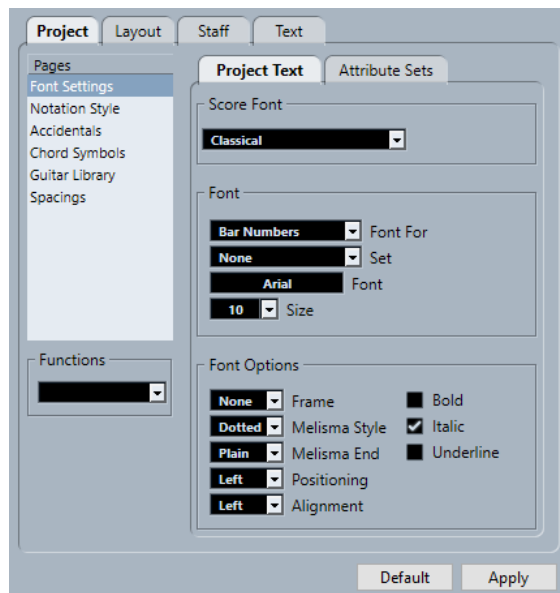 Project Layout Staff Text
Pages
Font Settings
Notation Style
Accidentals
Chord Symbols
Guitar Library
Spacings
Functions
Project Text Attribute Sets
Score Font
Classical
Font
Bar Numbers Font For
None Set
Arial Font
10 Size
Font Options
None Frame Bold
Dotted Melisma Style Italic
Plain Melisma End Underline
Left Positioning
Left Alignment
Default Apply